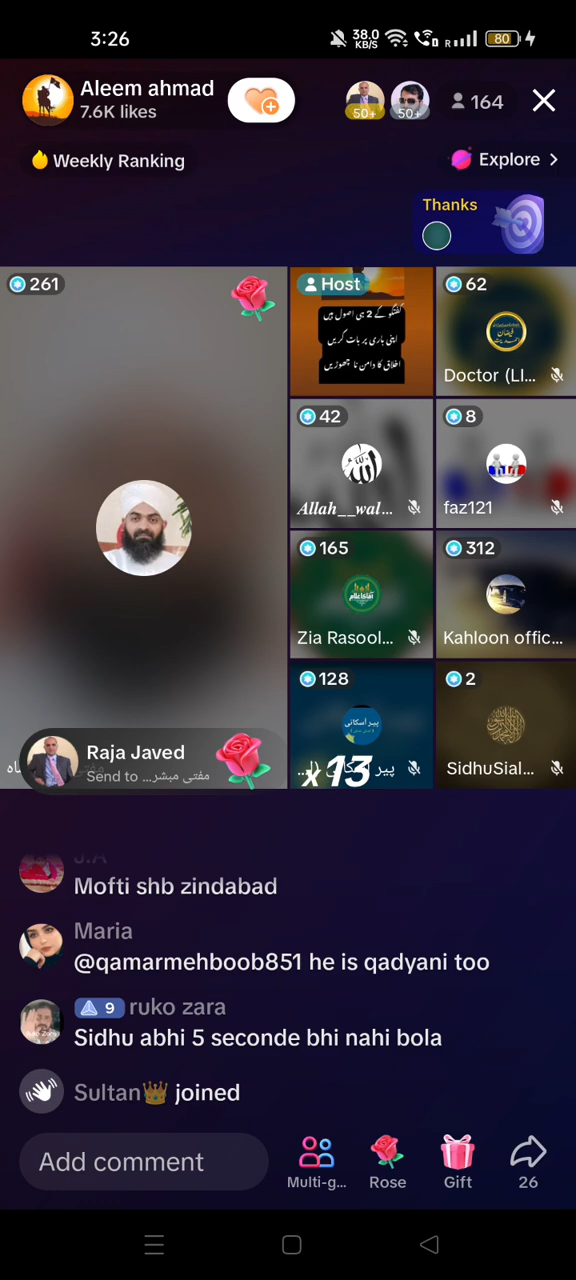 3:26
38.0
KB/S
R
80
Aleem ahmad
7.6K likes
50+
50+
164
Weekly Ranking
Explore
Thanks
261
Host
گفتگو کے 2 ہی اصول ہیں
اپنی باری پر بات کریں
اخلاق کا دامن نا چھوڑیں
62
Doctor (LI...
42
Allah__wal...
8
faz121
165
Zia Rasool...
312
Kahloon offic...
128
پیر اسکانی
x13
2
SidhuSial...
Raja Javed
Send to مفتی مبشر...
J.A
Mofti shb zindabad
Maria
@qamarmehboob851 he is qadyani too
9 ruko zara
Sidhu abhi 5 seconde bhi nahi bola
Sultan👑 joined
Add comment
Multi-g...
Rose
Gift
26